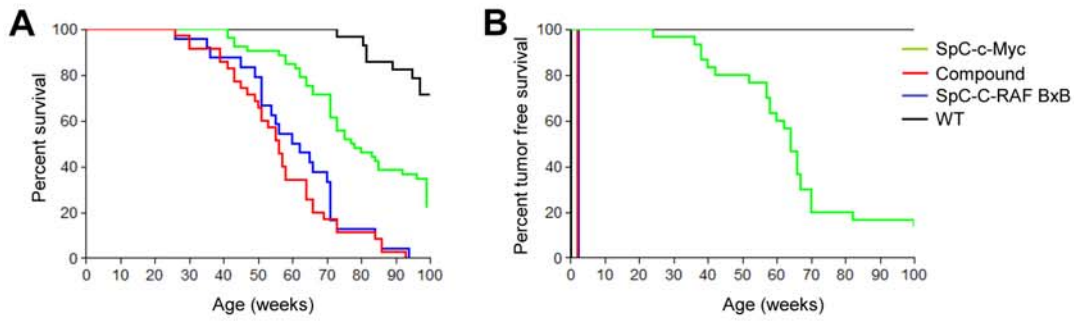 A
Percent survival
100
80
60
40
20
0
0 10 20 30 40 50 60 70 80 90 100
Age (weeks)
B
Percent tumor free survival
100
80
60
40
20
0
0 10 20 30 40 50 60 70 80 90 100
Age (weeks)
SpC-c-Myc
Compound
SpC-C-RAF BxB
WT